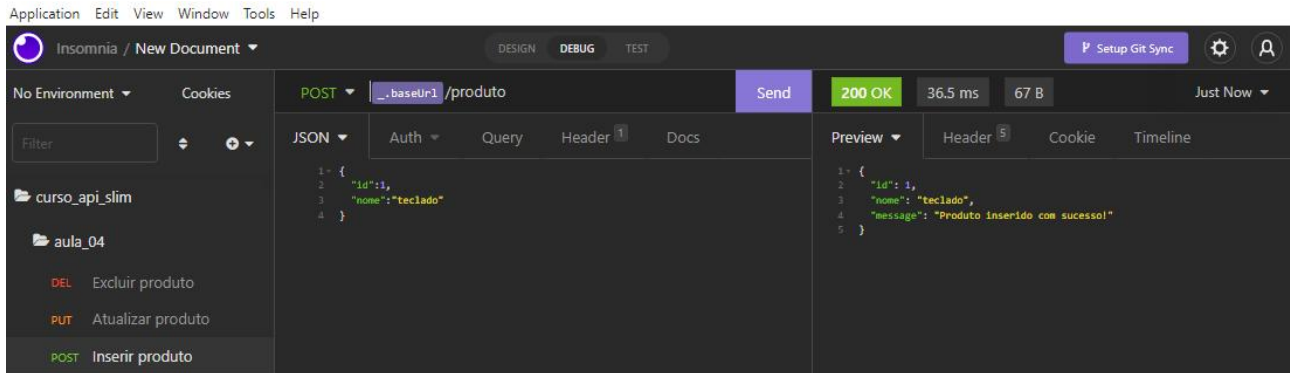 Application Edit View Window Tools Help
Insomnia / New Document
DESIGN DEBUG TEST
Setup Git Sync
No Environment Cookies
POST _.baseUrl /produto Send
200 OK 36.5 ms 67 B Just Now
Filter
JSON Auth Query Header 1 Docs
Preview Header 5 Cookie Timeline
1 {
2 "id":1,
3 "nome":"teclado"
4 }
1 {
2 "id": 1,
3 "nome": "teclado",
4 "message": "Produto inserido com sucesso!"
5 }
curso_api_slim
aula_04
DEL Excluir produto
PUT Atualizar produto
POST Inserir produto